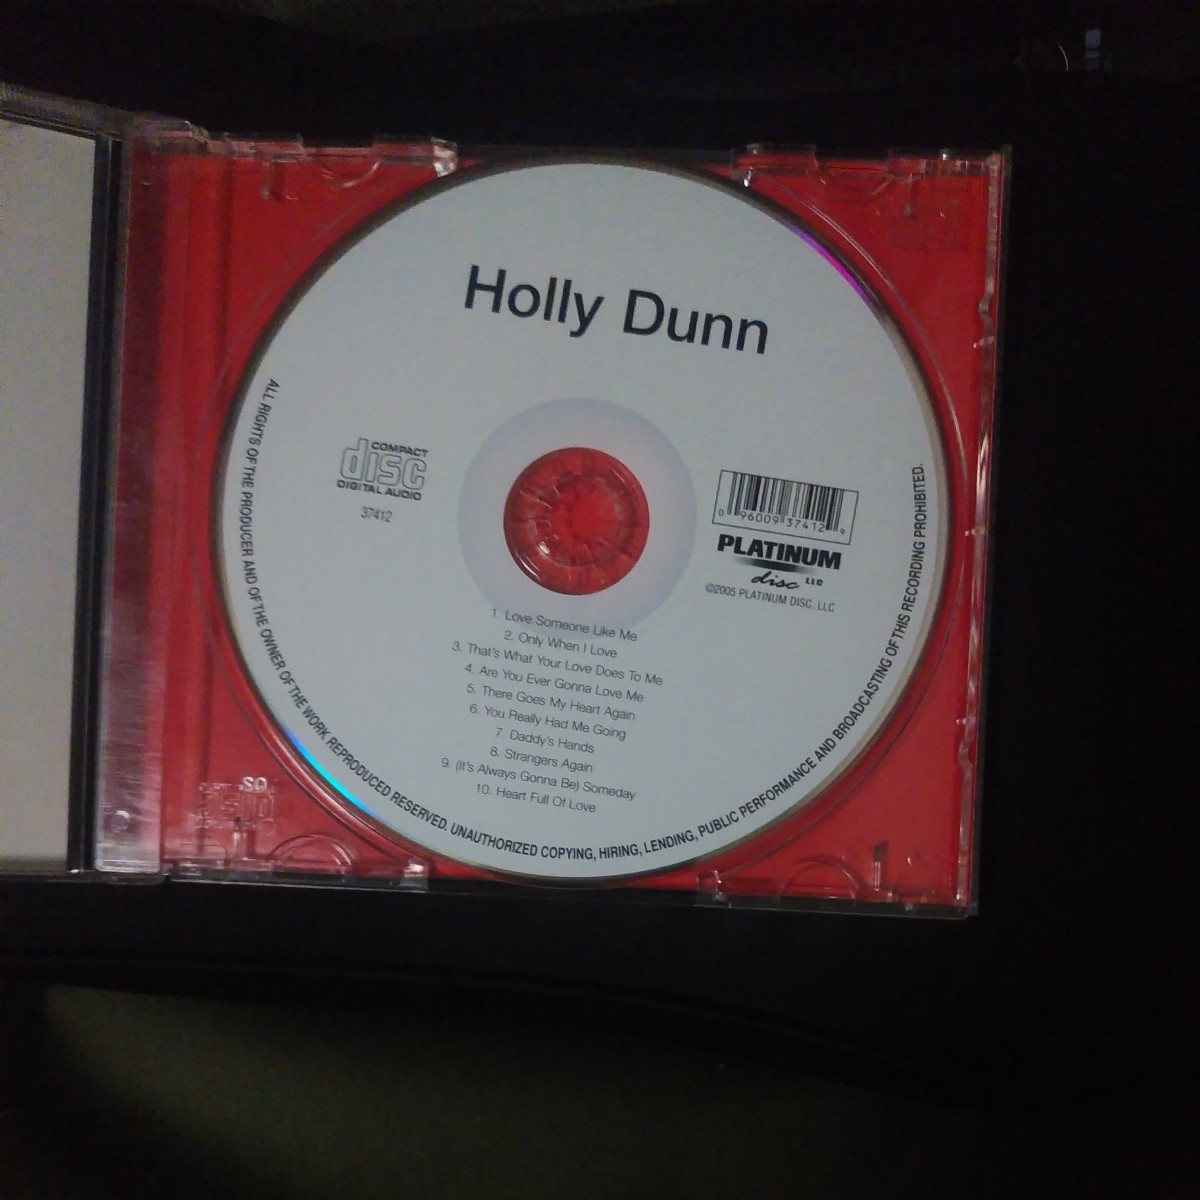 Holly Dunn
COMPACT
disc
DIGITAL AUDIO
37412
0 96009 37412 9
PLATINUM
disc LLC
©2005 PLATINUM DISC, LLC
1. Love Someone Like Me
2. Only When I Love
3. That's What Your Love Does To Me
4. Are You Ever Gonna Love Me
5. There Goes My Heart Again
6. You Really Had Me Going
7. Daddy's Hands
8. Strangers Again
9. (It's Always Gonna Be) Someday
10. Heart Full Of Love
ALL RIGHTS OF THE PRODUCER AND OF THE OWNER OF THE WORK REPRODUCED RESERVED. UNAUTHORIZED COPYING, HIRING, LENDING, PUBLIC PERFORMANCE AND BROADCASTING OF THIS RECORDING PROHIBITED.